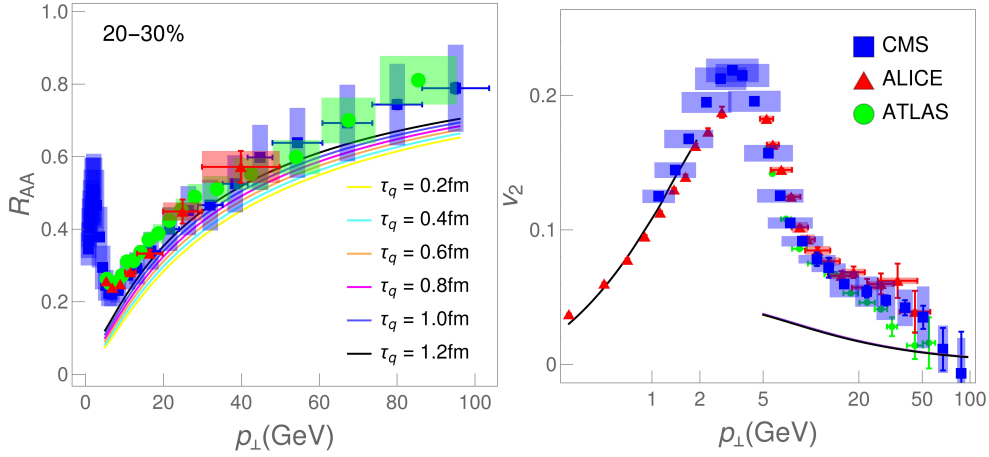 20-30%
R_AA
1.0
0.8
0.6
0.4
0.2
0
τ_q = 0.2fm
τ_q = 0.4fm
τ_q = 0.6fm
τ_q = 0.8fm
τ_q = 1.0fm
τ_q = 1.2fm
0 20 40 60 80 100
p_⊥(GeV)
CMS
ALICE
ATLAS
v_2
0.2
0.1
0
1 2 5 20 50 100
p_⊥(GeV)